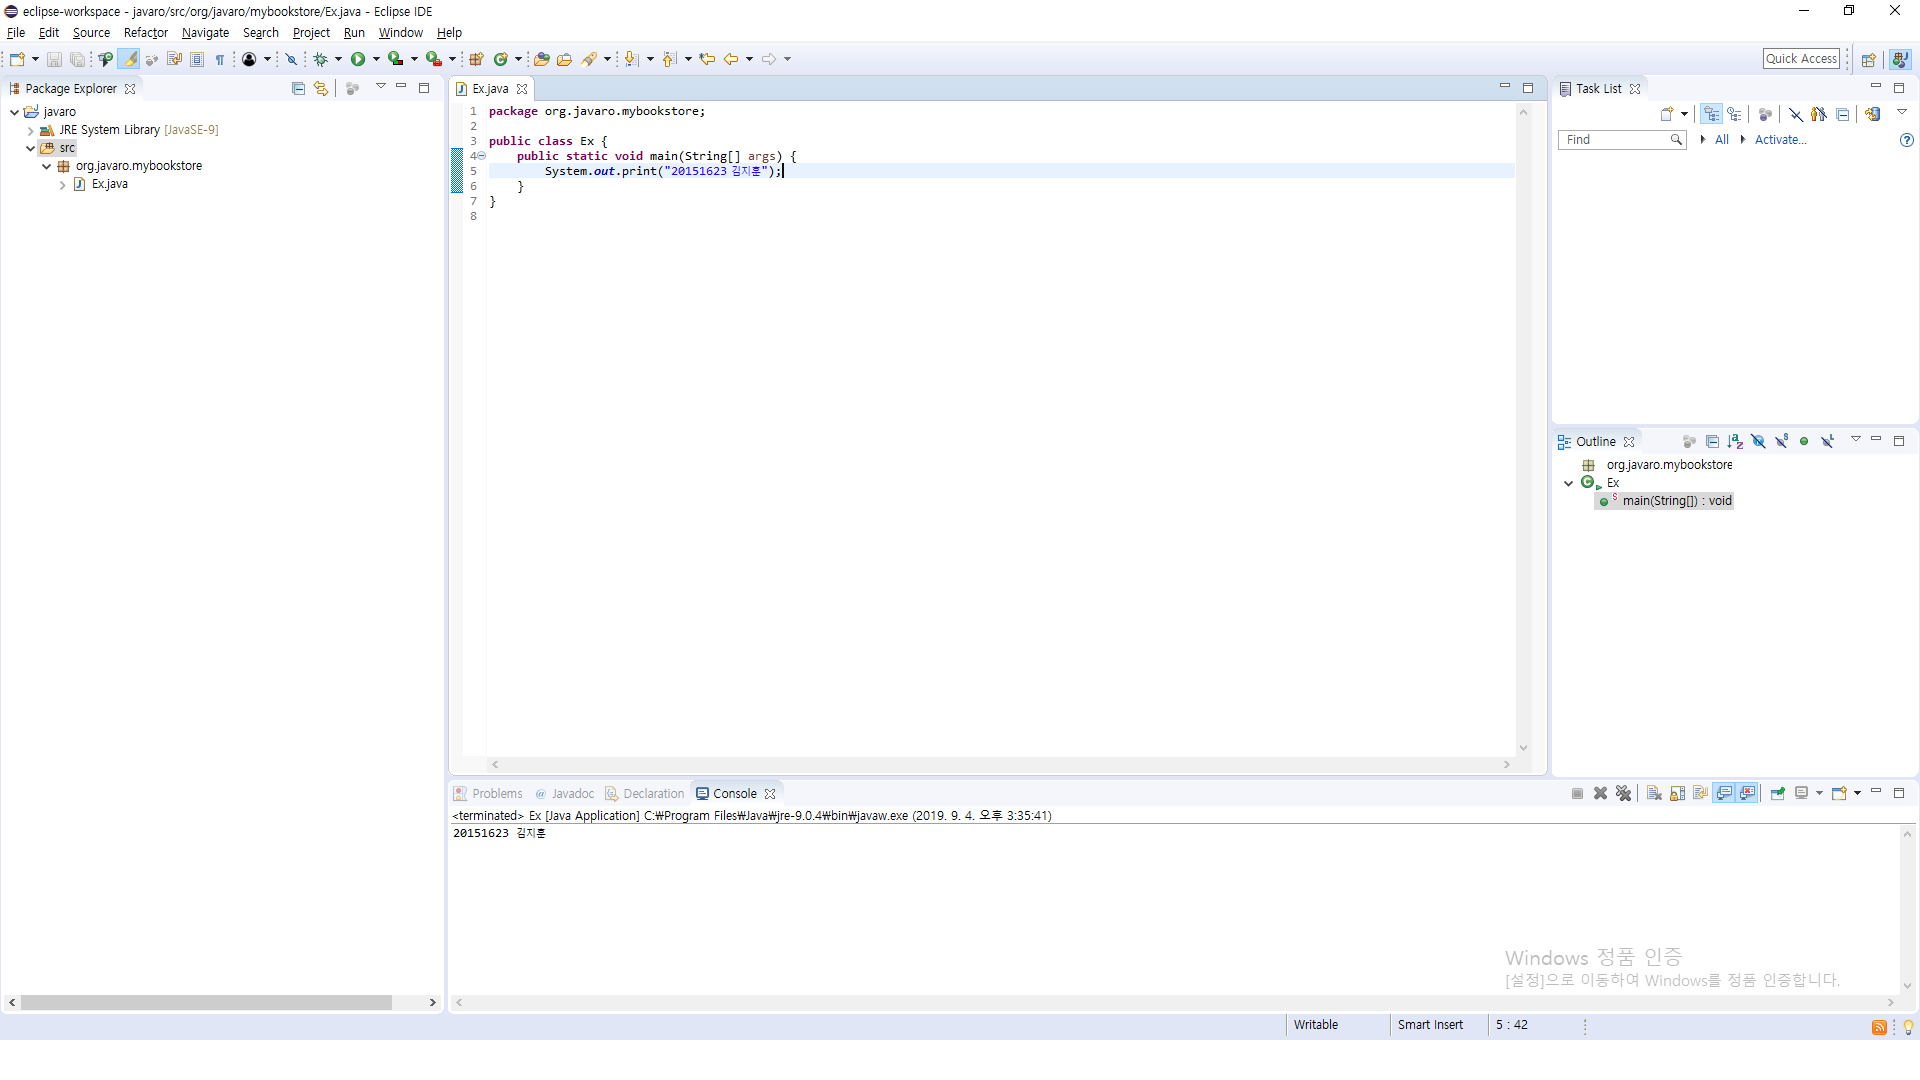 eclipse-workspace - javaro/src/org/javaro/mybookstore/Ex.java - Eclipse IDE
File Edit Source Refactor Navigate Search Project Run Window Help
Quick Access
Package Explorer
javaro
JRE System Library [JavaSE-9]
src
org.javaro.mybookstore
Ex.java
Ex.java
1 package org.javaro.mybookstore;
2
3 public class Ex {
4 public static void main(String[] args) {
5 System.out.print("20151623 김지훈");
6 }
7 }
8
Task List
Find All Activate...
Outline
org.javaro.mybookstore
Ex
main(String[]) : void
Problems Javadoc Declaration Console
<terminated> Ex [Java Application] C:₩Program Files₩Java₩jre-9.0.4₩bin₩javaw.exe (2019. 9. 4. 오후 3:35:41)
20151623 김지훈
Windows 정품 인증
[설정]으로 이동하여 Windows를 정품 인증합니다.
Writable Smart Insert 5 : 42